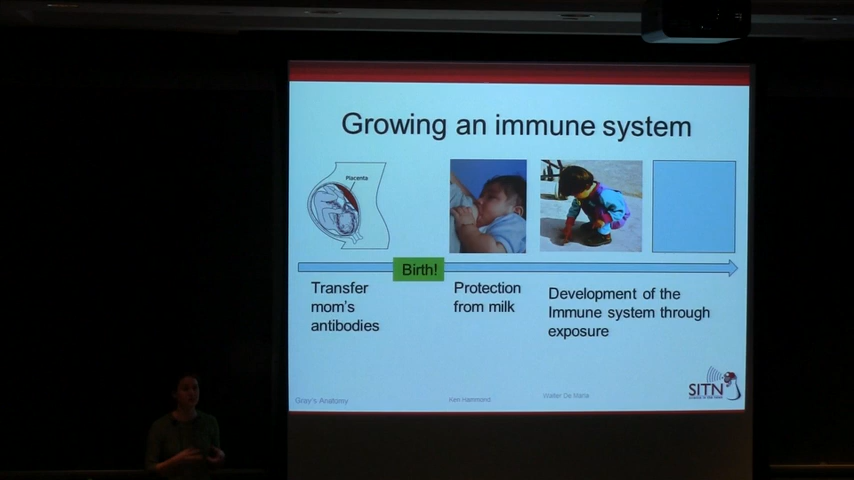 Growing an immune system
Placenta
Birth!
Transfer
mom's
antibodies
Protection
from milk
Development of the
Immune system through
exposure
Gray's Anatomy
Ken Hammond
Walter De Maria
SITN